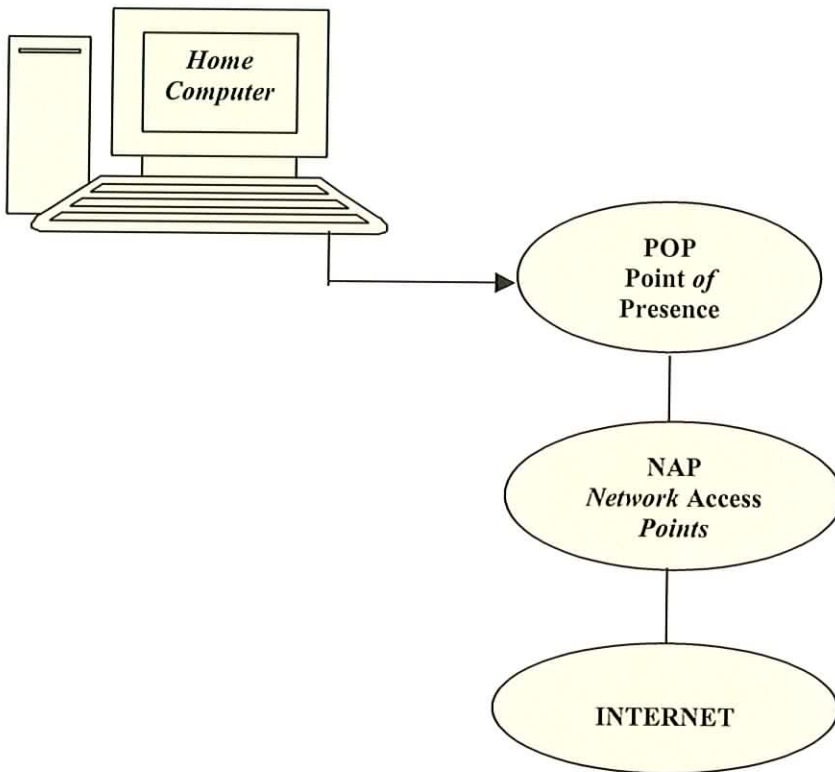 Home
Computer
POP
Point of
Presence
NAP
Network Access
Points
INTERNET